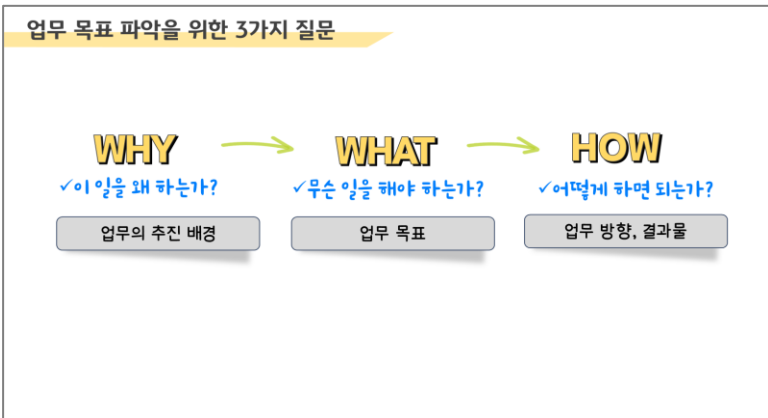 업무 목표 파악을 위한 3가지 질문
WHY
✓이 일을 왜 하는가?
업무의 추진 배경
WHAT
✓무슨 일을 해야 하는가?
업무 목표
HOW
✓어떻게 하면 되는가?
업무 방향, 결과물